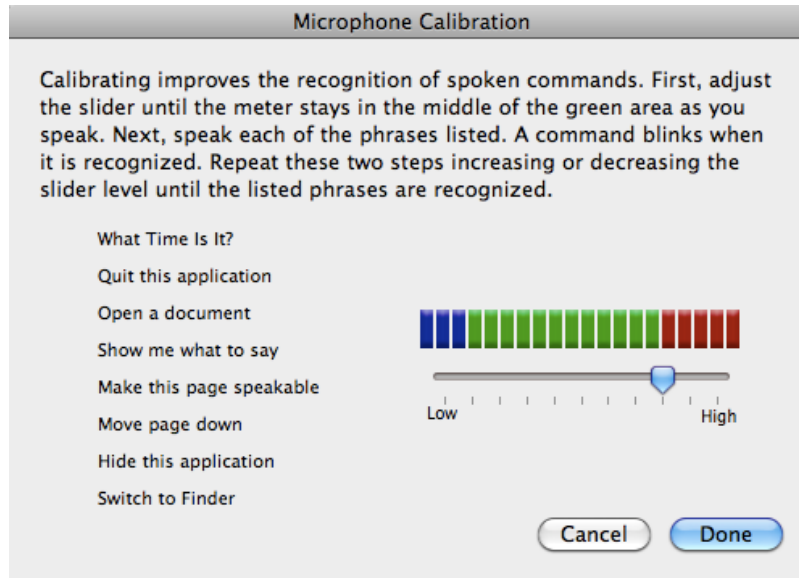 Microphone Calibration
Calibrating improves the recognition of spoken commands. First, adjust
the slider until the meter stays in the middle of the green area as you
speak. Next, speak each of the phrases listed. A command blinks when
it is recognized. Repeat these two steps increasing or decreasing the
slider level until the listed phrases are recognized.
What Time Is It?
Quit this application
Open a document
Show me what to say
Make this page speakable
Move page down
Hide this application
Switch to Finder
Low
High
Cancel
Done